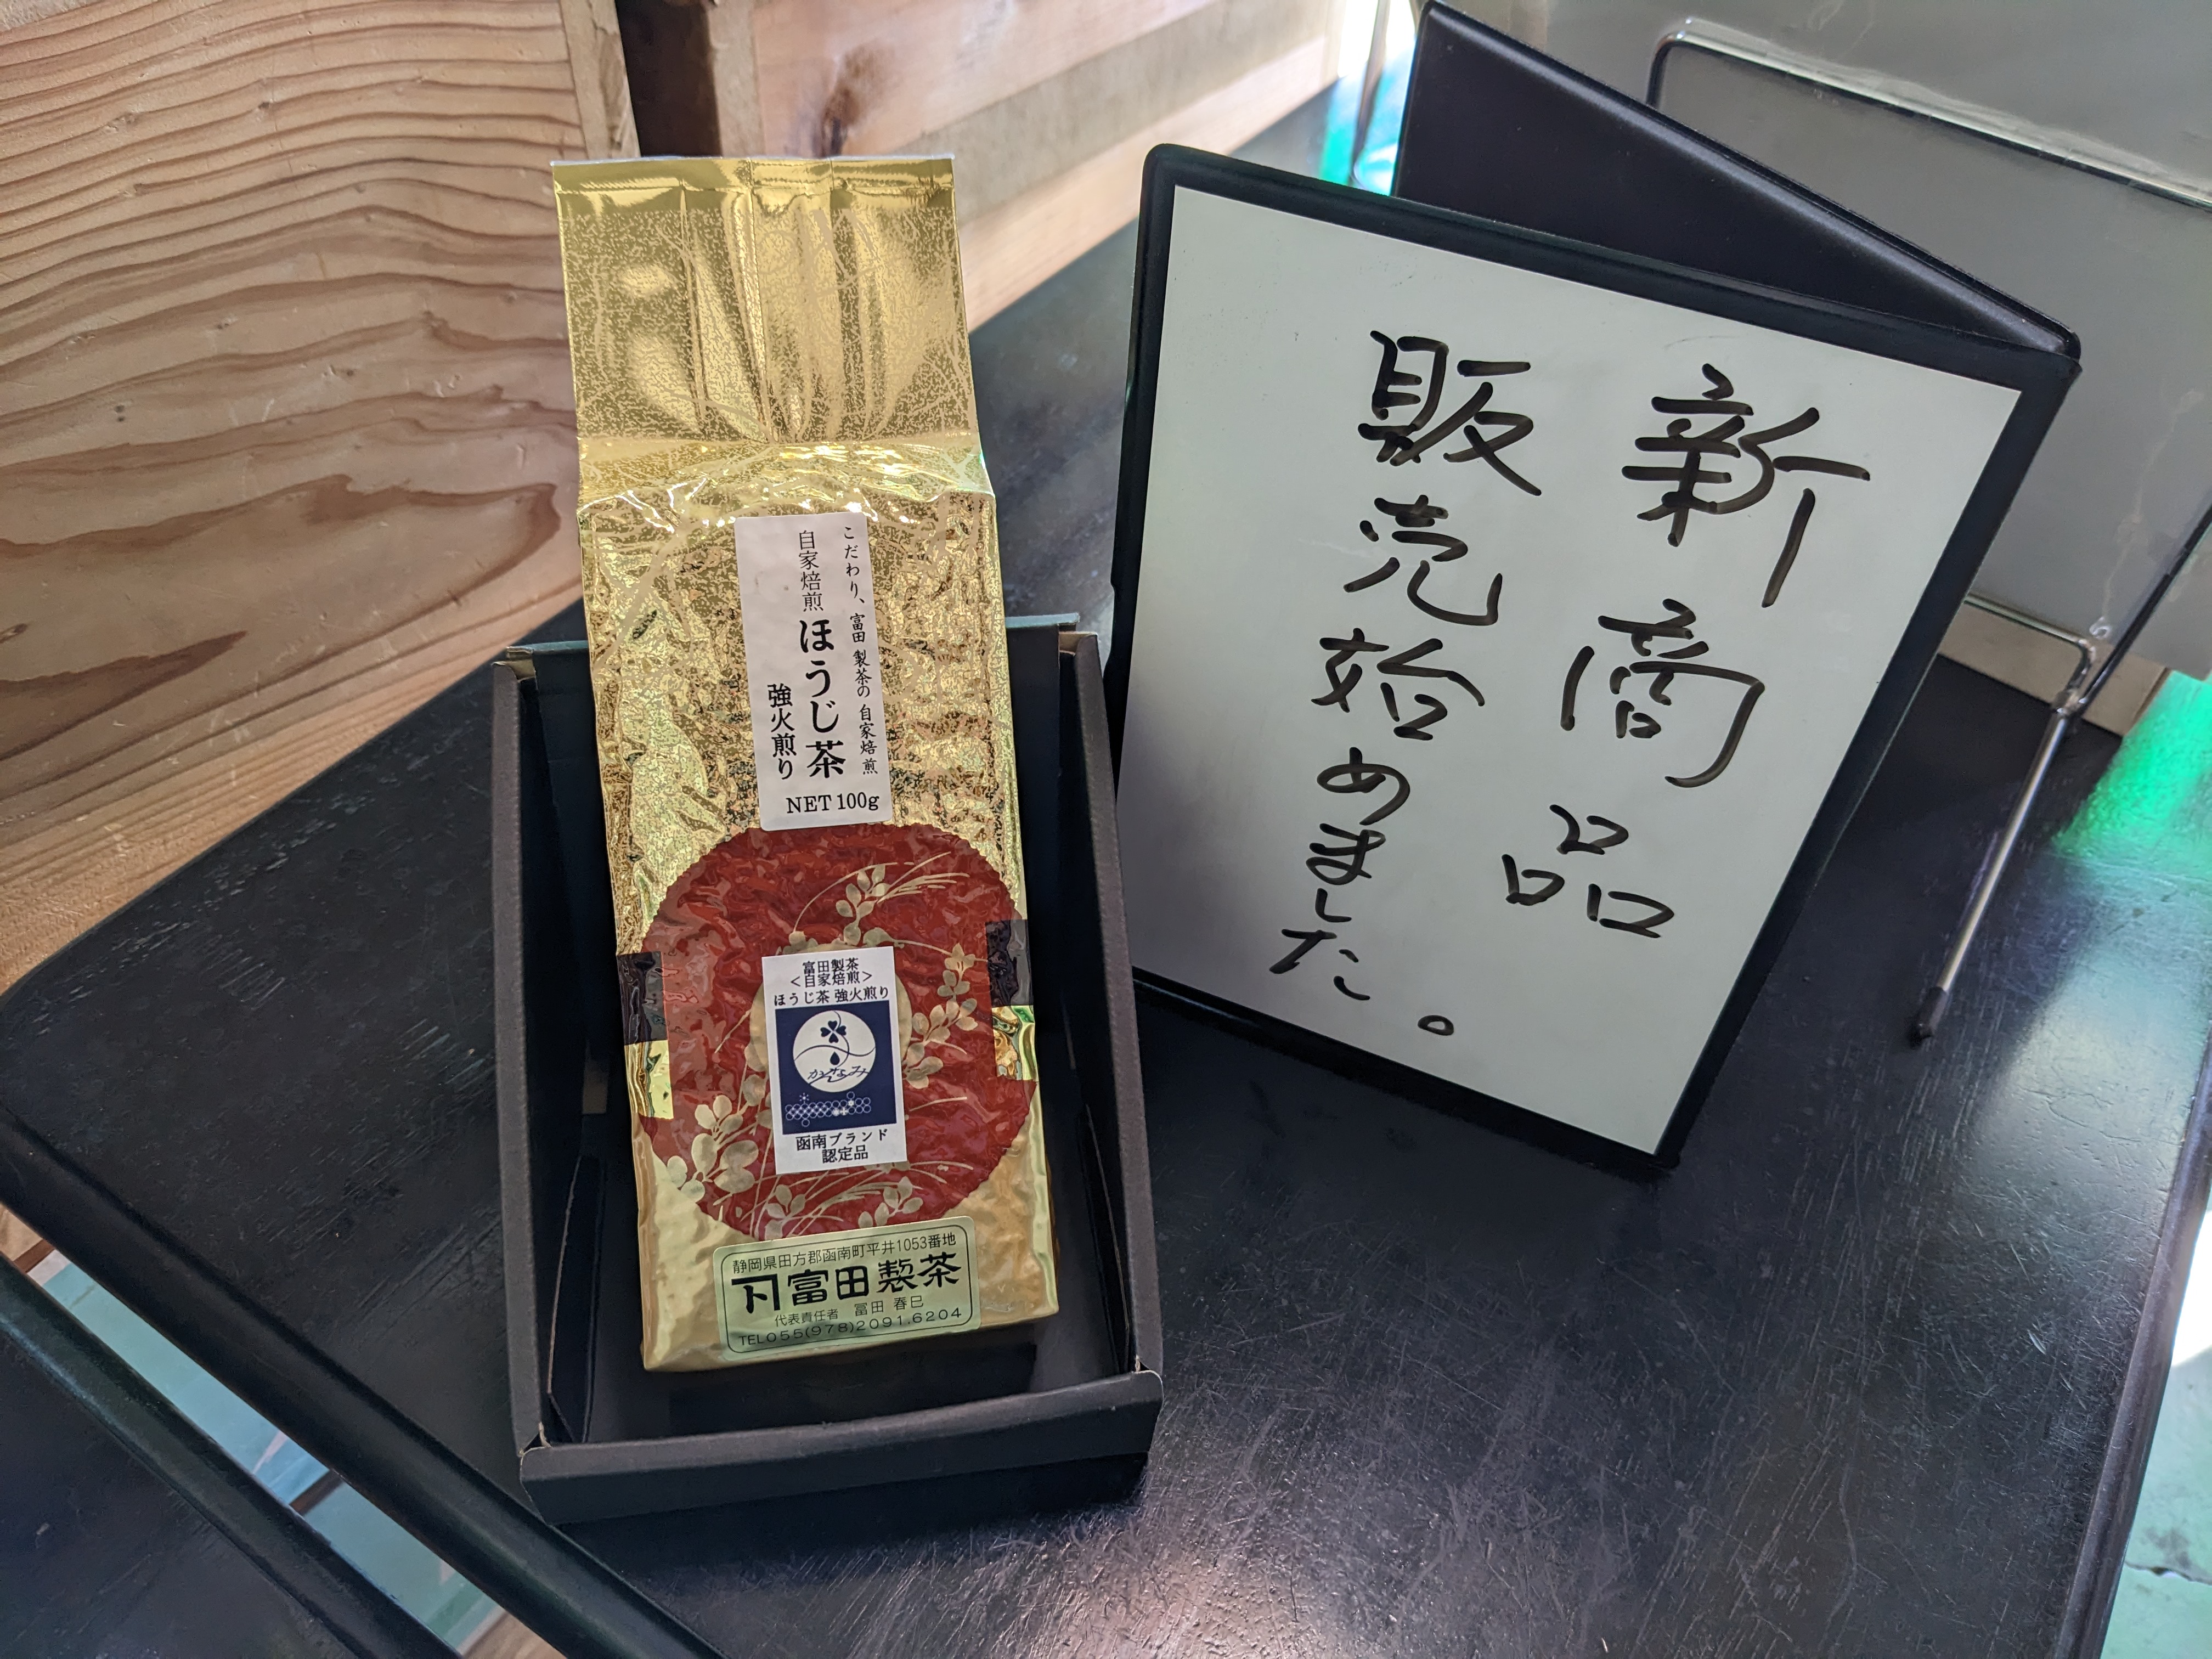 こだわり、富田製茶の自家焙煎
自家焙煎 ほうじ茶
強火煎り
NET 100g
富田製茶
<自家焙煎>
ほうじ茶 強火煎り
かんなみ
函南ブランド
認定品
静岡県田方郡函南町平井1053番地
富田製茶
代表責任者 冨田 春巳
TEL055(978)2091.6204
新商品
販売始めました。